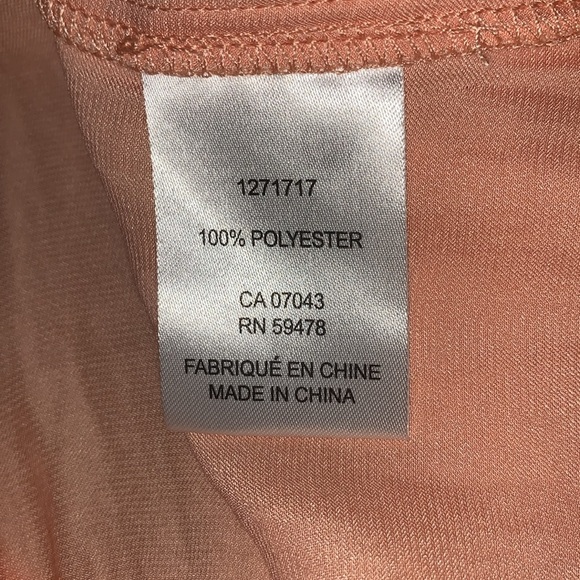 1271717
100% POLYESTER
CA 07043
RN 59478
FABRIQUÉ EN CHINE
MADE IN CHINA